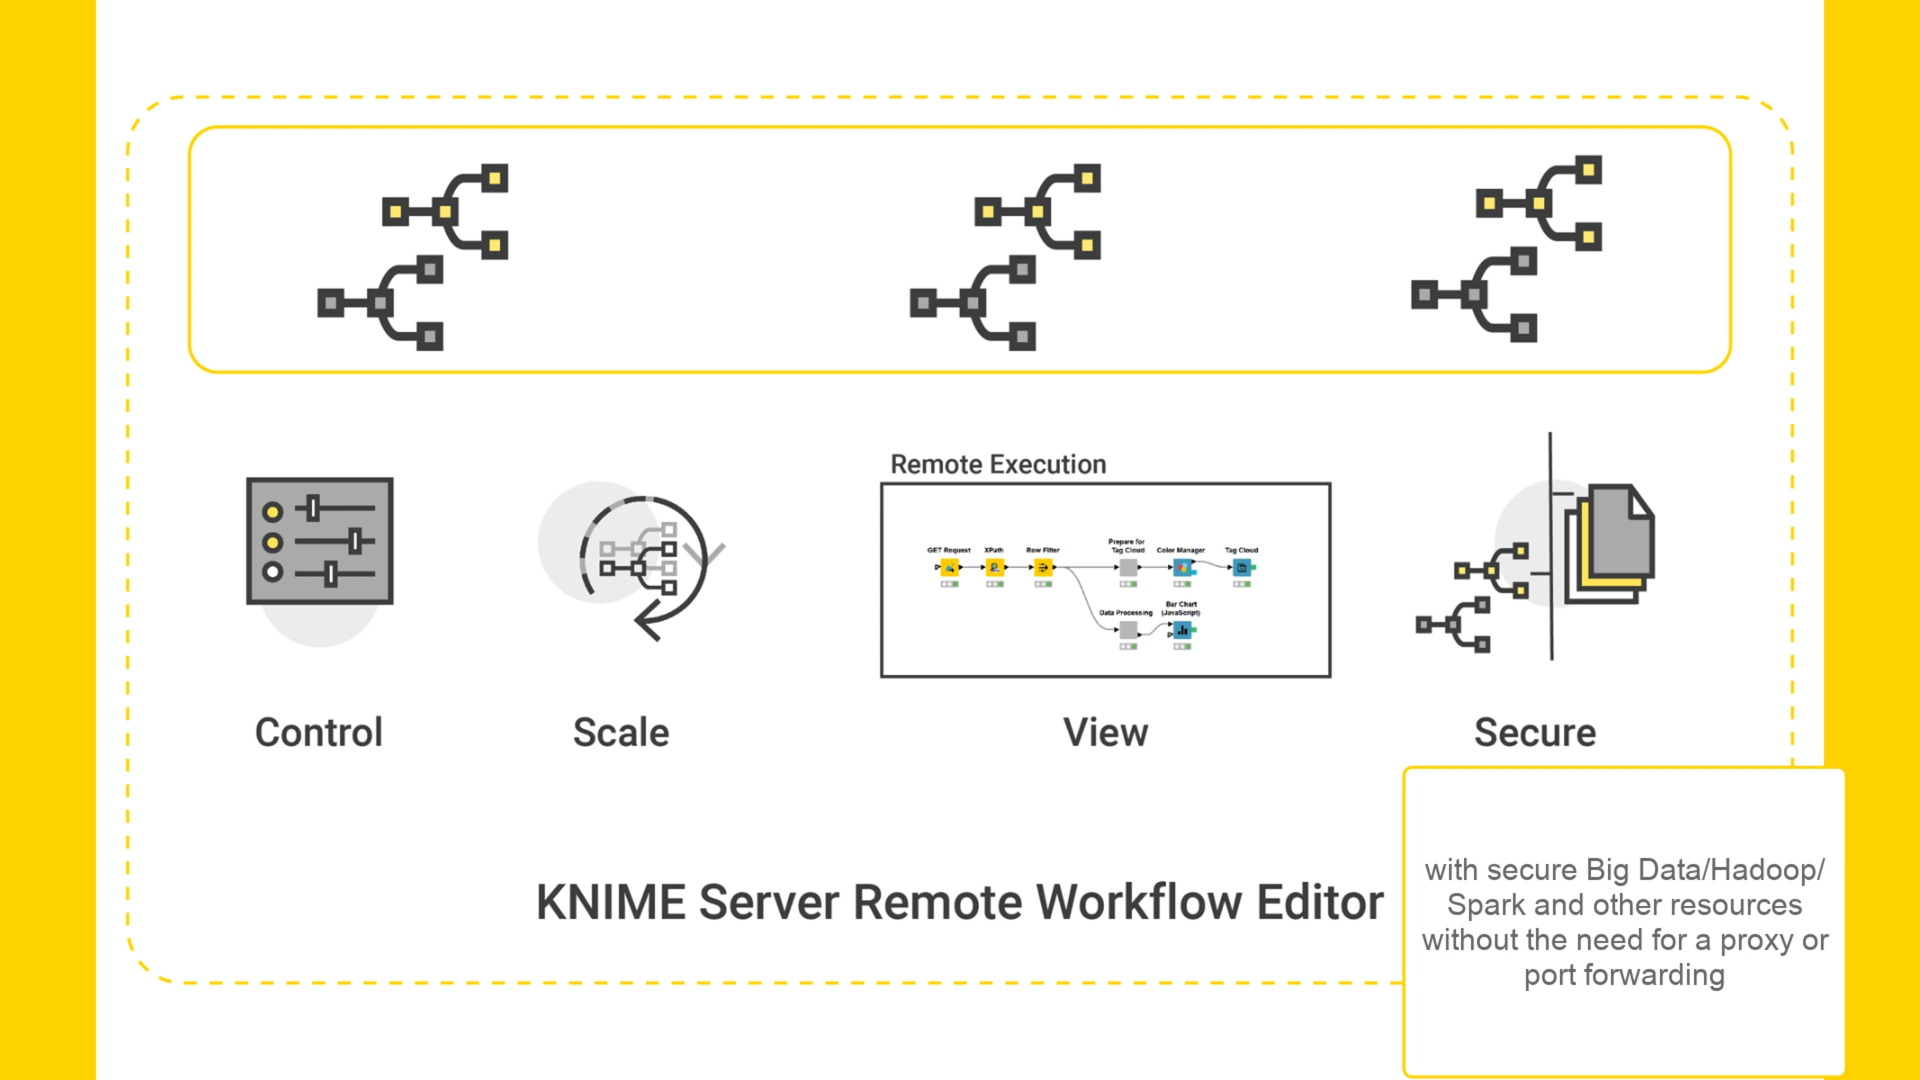 Remote Execution
GET Request
XPath
Row Filter
Prepare for
Tag Cloud
Color Manager
Tag Cloud
Data Processing
Bar Chart
(JavaScript)
Control
Scale
View
Secure
KNIME Server Remote Workflow Editor
with secure Big Data/Hadoop/
Spark and other resources
without the need for a proxy or
port forwarding